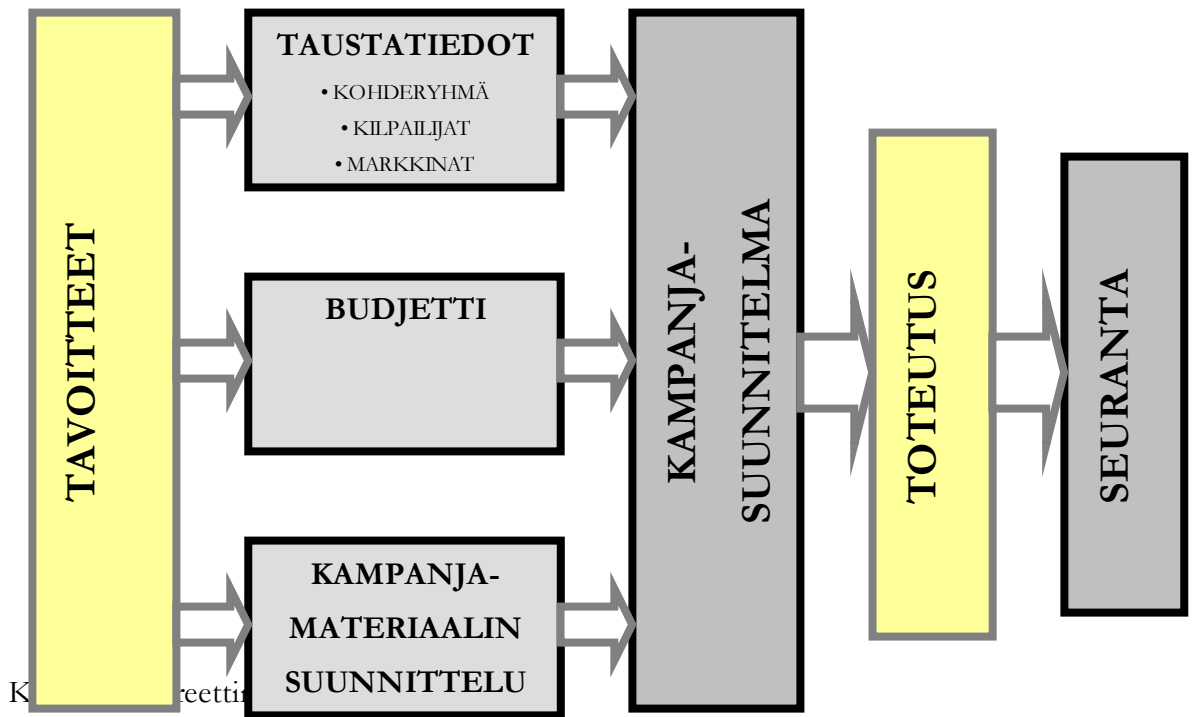 TAVOITTEET
TAUSTATIEDOT
• KOHDERYHMÄ
• KILPAILIJAT
• MARKKINAT
BUDJETTI
KAMPANJA-
MATERIAALIN
SUUNNITTELU
KAMPANJA-
SUUNNITELMA
TOTEUTUS
SEURANTA